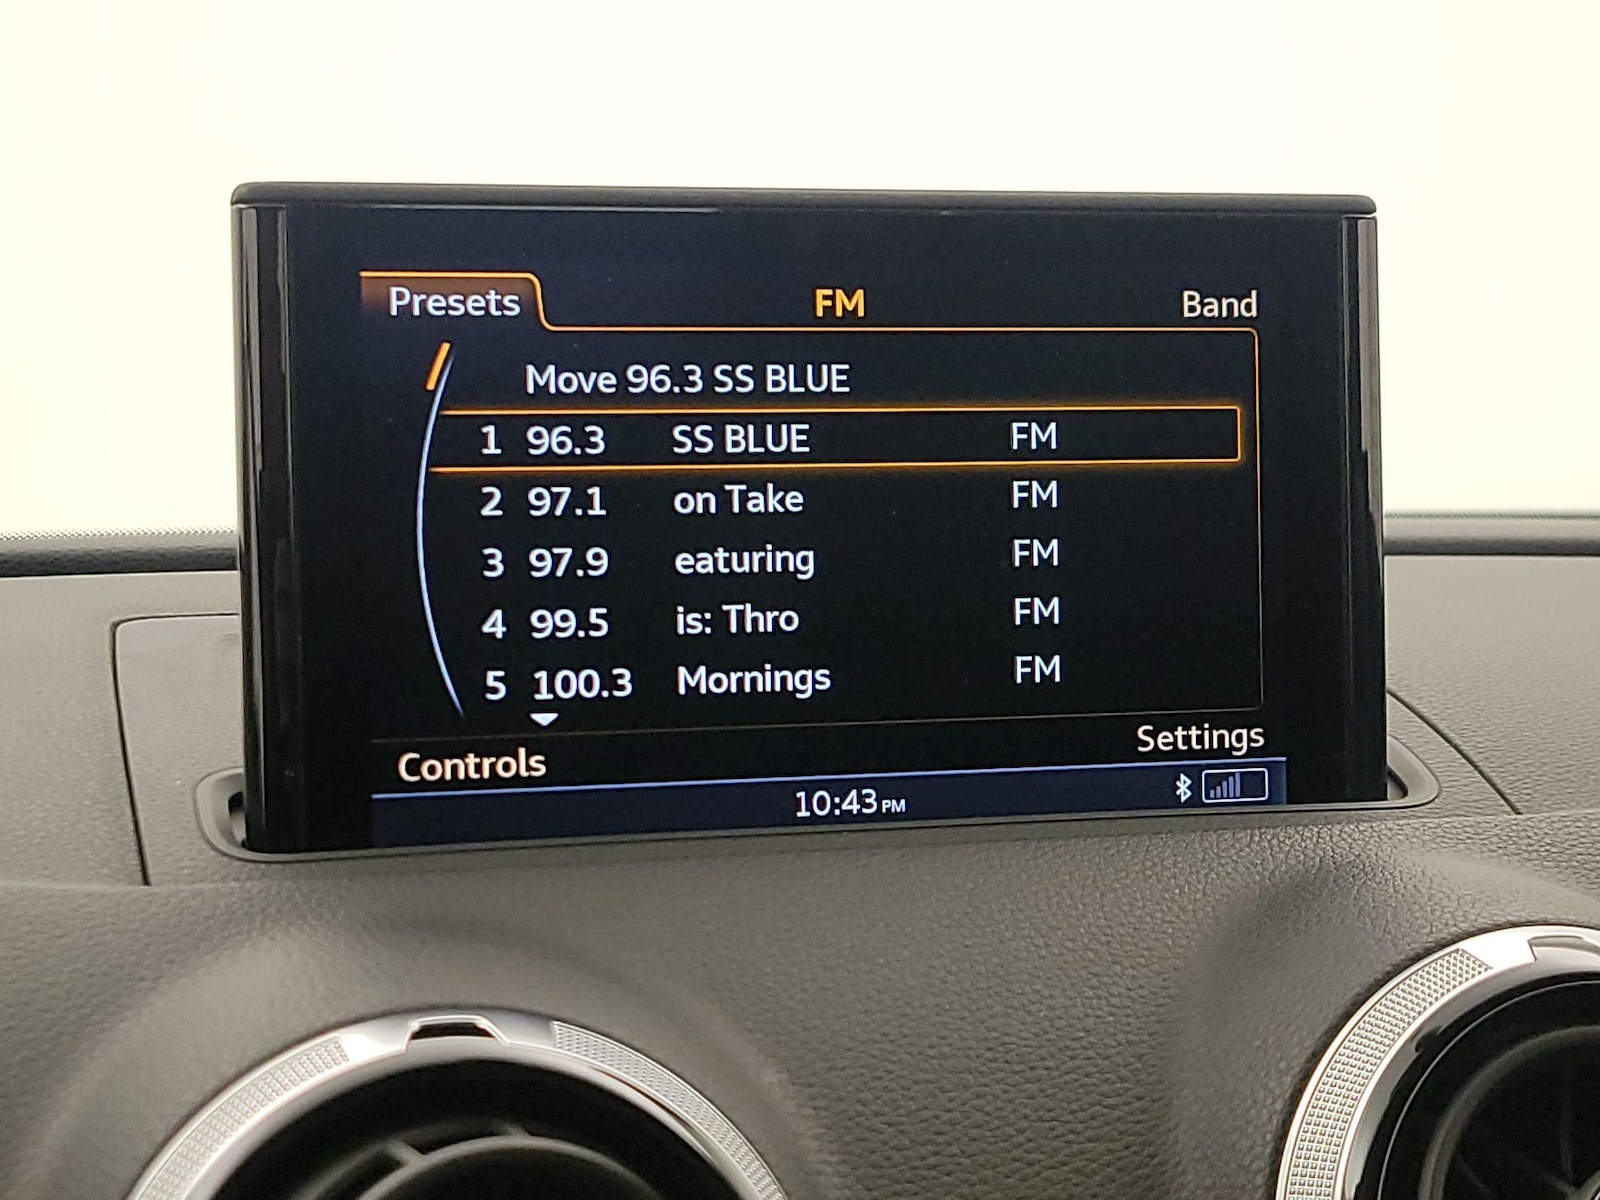 Presets FM Band
Move 96.3 SS BLUE
1 96.3 SS BLUE FM
2 97.1 on Take FM
3 97.9 eaturing FM
4 99.5 is: Thro FM
5 100.3 Mornings FM
Controls Settings
10:43 PM